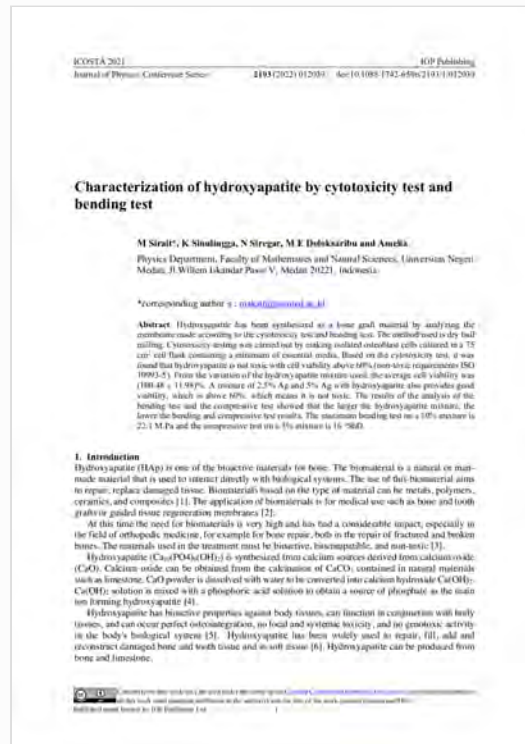 ICOSTA 2021
IOP Publishing
Journal of Physics: Conference Series
2193 (2022) 012039
doi:10.1088/1742-6596/2193/1/012039
Characterization of hydroxyapatite by cytotoxicity test and
bending test
M Sirait*, K Sinulingga, N Siregar, M E Doloksaribu and Amelia
Physics Department, Faculty of Mathematics and Natural Sciences, Universitas Negeri
Medan, Jl.Willem Iskandar Pasar V, Medan 20221, Indonesia.
*corresponding author's :
Abstract. Hydroxyapatite has been synthesized as a bone graft material by analyzing the
membrane made according to the cytotoxicity test and bending test. The method used is dry ball
milling. Cytotoxicity testing was carried out by making isolated osteoblast cells cultured in a 75
cm² cell flask containing a minimum of essential media. Based on the cytotoxicity test, it was
found that hydroxyapatite is not toxic with cell viability above 60% (non-toxic requirements ISO
10993-5). From the variation of the hydroxyapatite mixture used, the average cell viability was
(100.48 ± 11.98)%. A mixture of 2.5% Ag and 5% Ag with hydroxyapatite also provides good
viability, which is above 60%, which means it is not toxic. The results of the analysis of the
bending test and the compressive test showed that the larger the hydroxyapatite mixture, the
lower the bending and compressive test results. The maximum bending test on a 10% mixture is
22.1 M.Pa and the compressive test on a 5% mixture is 16
1. Introduction
Hydroxyapatite (HAp) is one of the bioactive materials for bone. The biomaterial is a natural or man-
made material that is used to interact directly with biological systems. The use of this biomaterial aims
to repair, replace damaged tissue. Biomaterials based on the type of material can be metals, polymers,
ceramics, and composites [1]. The application of biomaterials is for medical use such as bone and tooth
grafts or guided tissue regeneration membranes [2].
At this time the need for biomaterials is very high and has had a considerable impact, especially in
the field of orthopedic medicine, for example for bone repair, both in the repair of fractured and broken
bones. The materials used in the treatment must be bioactive, biocompatible, and non-toxic [3].
Hydroxyapatite (Ca₁₀(PO4)₆(OH)₂) is synthesized from calcium sources derived from calcium oxide
(CaO). Calcium oxide can be obtained from the calcination of CaCO₃ contained in natural materials
such as limestone. CaO powder is dissolved with water to be converted into calcium hydroxide Ca(OH)₂.
Ca(OH)₂ solution is mixed with a phosphoric acid solution to obtain a source of phosphate as the main
ion forming hydroxyapatite [4].
Hydroxyapatite has bioactive properties against body tissues, can function in conjunction with body
tissues, and can occur perfect osteointegration, no local and systemic toxicity, and no genotoxic activity
in the body's biological system [5]. Hydroxyapatite has been widely used to repair, fill, add and
reconstruct damaged bone and tooth tissue and in soft tissue [6]. Hydroxyapatite can be produced from
bone and limestone.
1